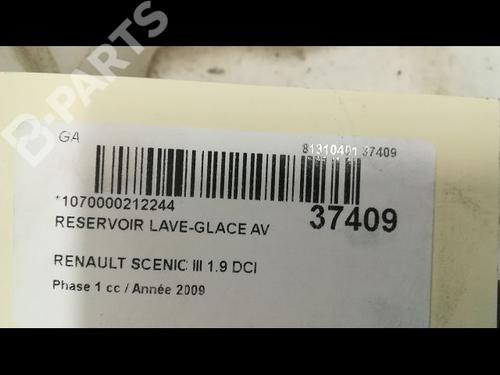 B-PARTS
GA
81310401 37409
*1070000212244
37409
RESERVOIR LAVE-GLACE AV
RENAULT SCENIC III 1.9 DCI
Phase 1 cc / Année 2009